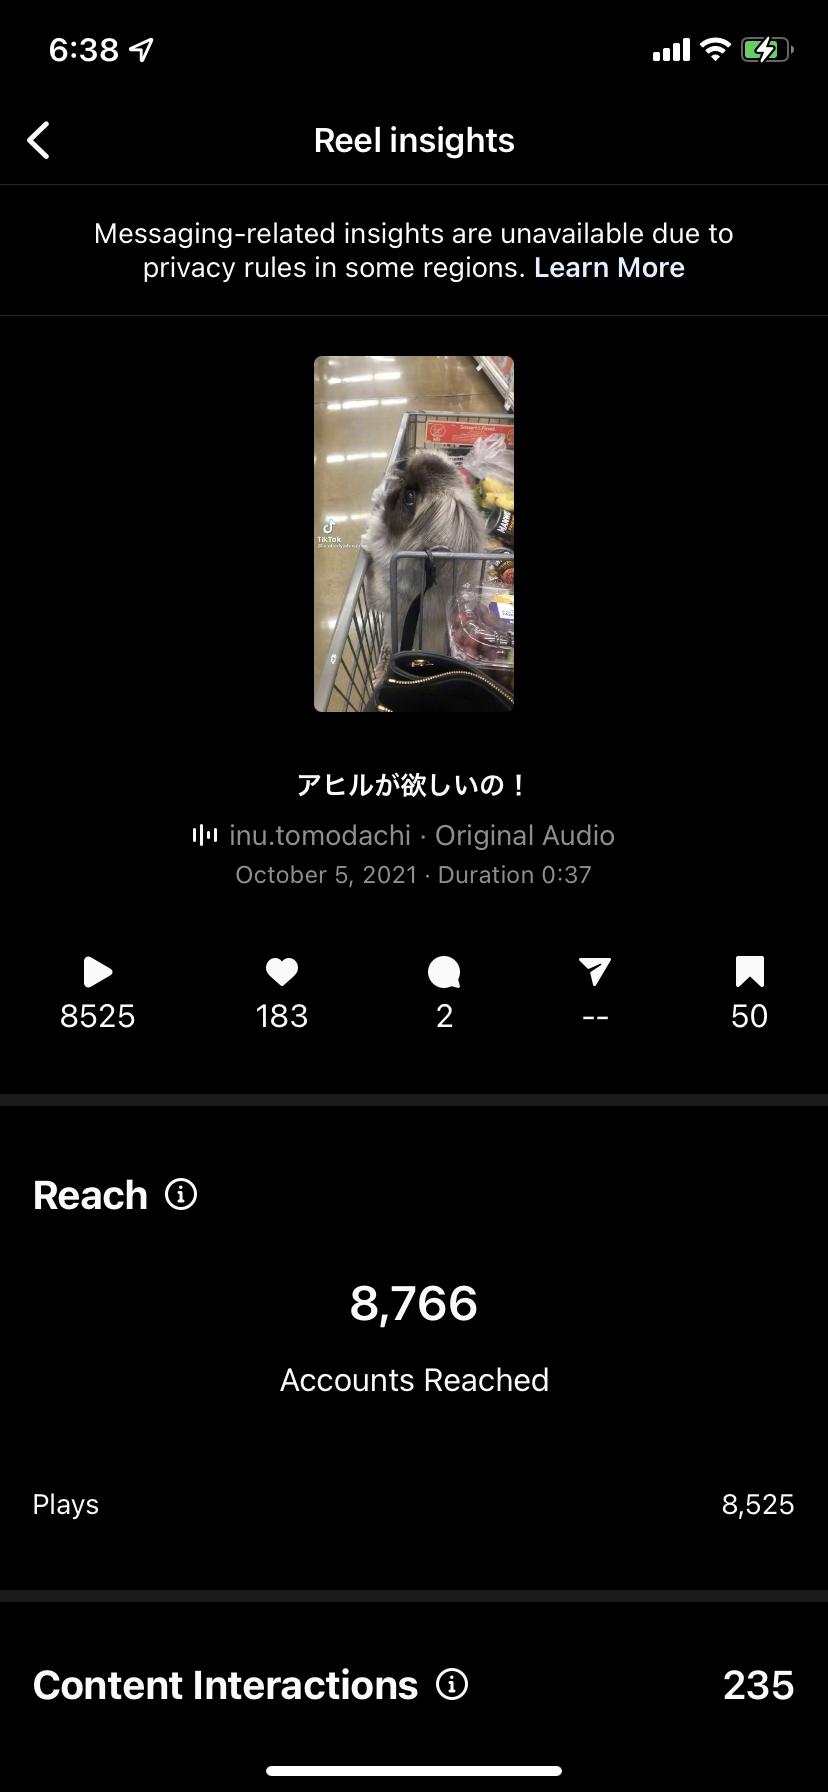 6:38
Reel insights
Messaging-related insights are unavailable due to
privacy rules in some regions. Learn More
Smart&Final.
TikTok
アヒルが欲しいの！
inu.tomodachi · Original Audio
October 5, 2021 · Duration 0:37
8525 183 2 -- 50
Reach
8,766
Accounts Reached
Plays 8,525
Content Interactions 235